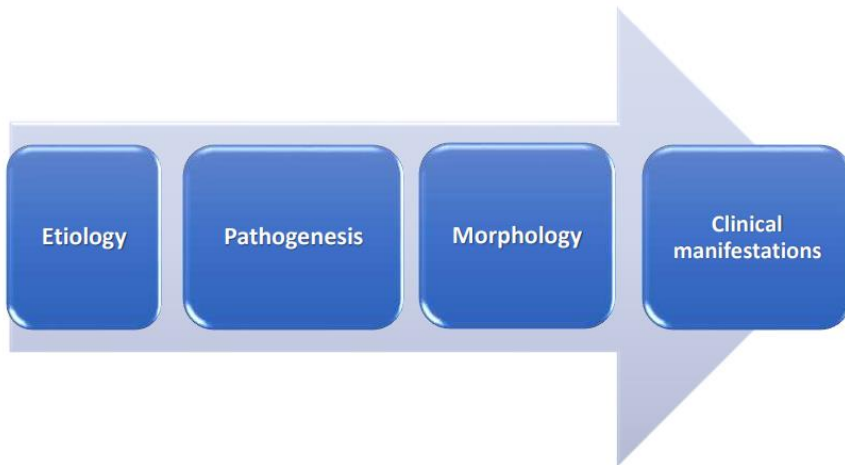 Etiology
Pathogenesis
Morphology
Clinical
manifestations